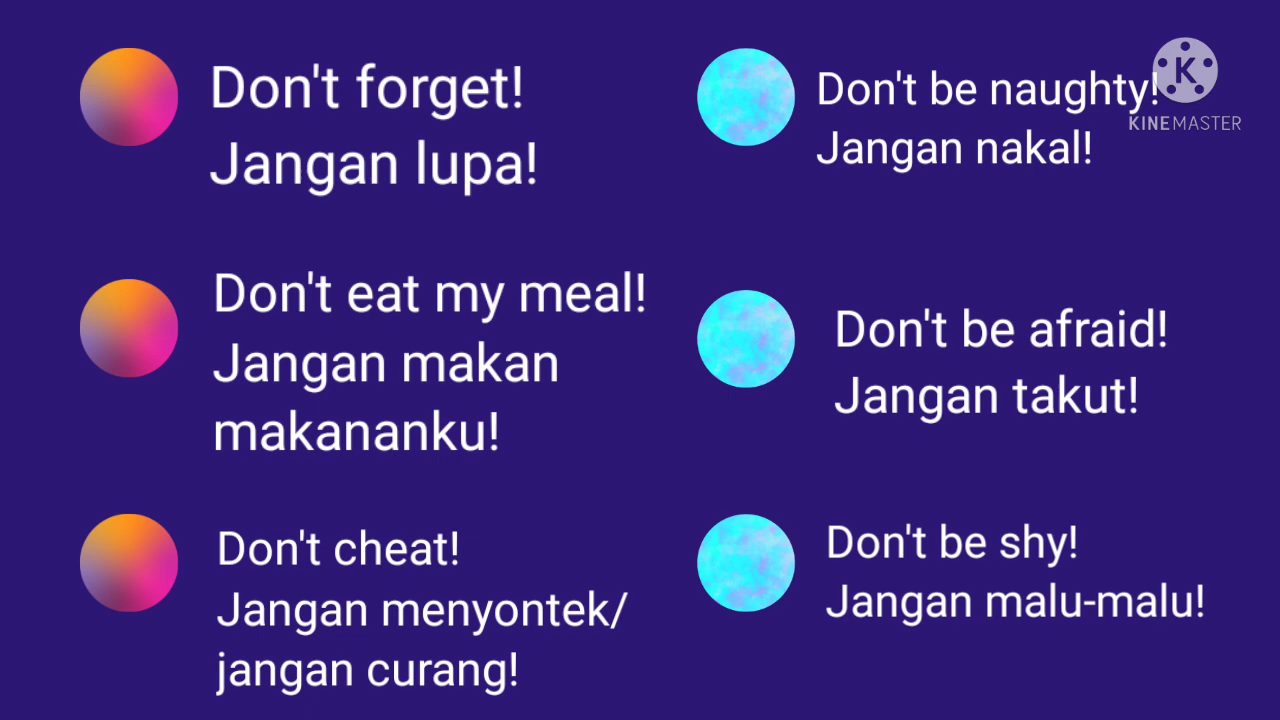 Don't forget!
Jangan lupa!
Don't eat my meal!
Jangan makan
makananku!
Don't cheat!
Jangan menyontek/
jangan curang!
Don't be naughty!
Jangan nakal!
Don't be afraid!
Jangan takut!
Don't be shy!
Jangan malu-malu!
K
KINEMASTER